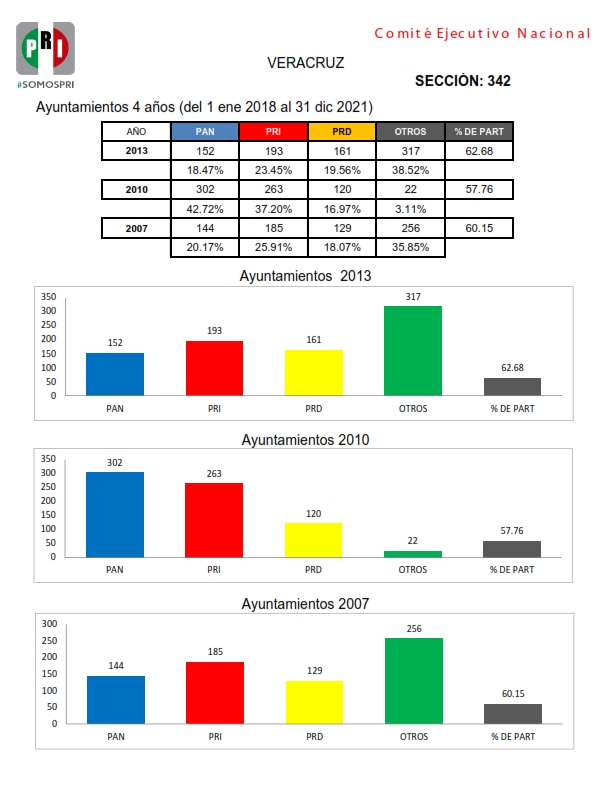 Comité Ejecutivo Nacional
PRI
#SOMOSPRI
VERACRUZ
SECCIÓN: 342
Ayuntamientos 4 años (del 1 ene 2018 al 31 dic 2021)
AÑO PAN PRI PRD OTROS % DE PART
2013 152 193 161 317 62.68
18.47% 23.45% 19.56% 38.52%
2010 302 263 120 22 57.76
42.72% 37.20% 16.97% 3.11%
2007 144 185 129 256 60.15
20.17% 25.91% 18.07% 35.85%
Ayuntamientos 2013
350
300
250
200
150
100
50
0
152 193 161 317 62.68
PAN PRI PRD OTROS % DE PART
Ayuntamientos 2010
350
300
250
200
150
100
50
0
302 263 120 22 57.76
PAN PRI PRD OTROS % DE PART
Ayuntamientos 2007
300
250
200
150
100
50
0
144 185 129 256 60.15
PAN PRI PRD OTROS % DE PART